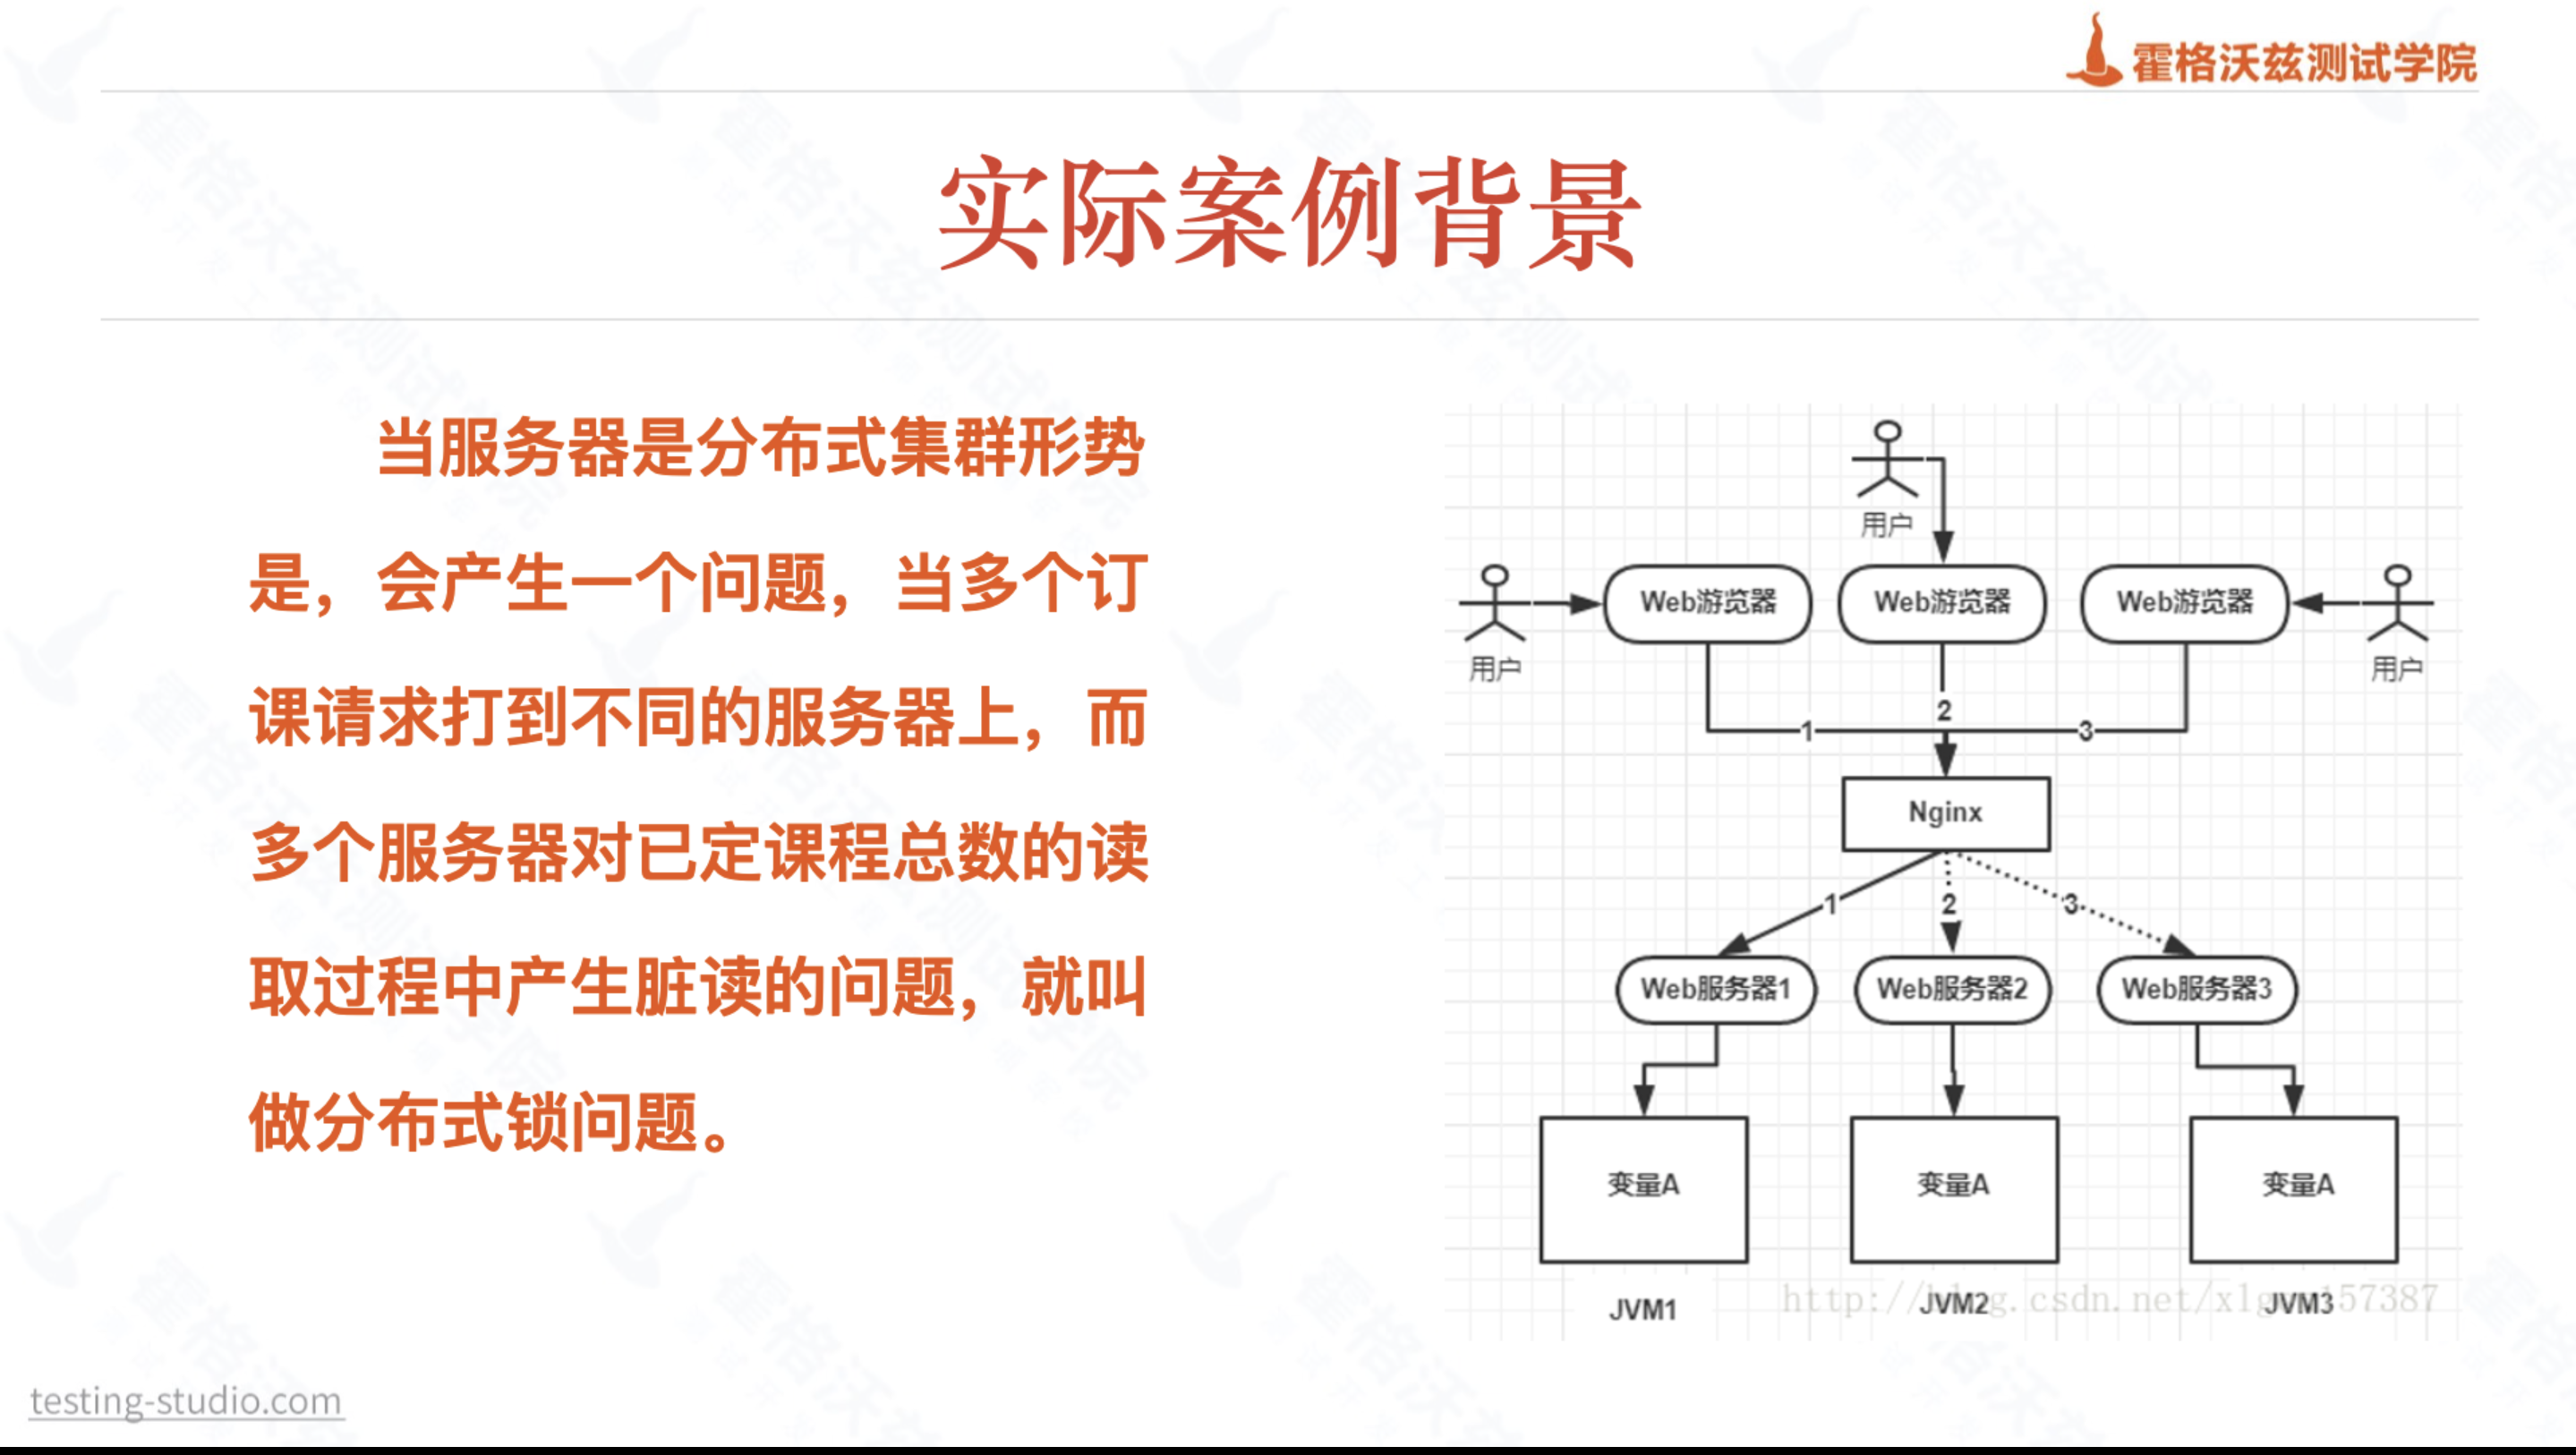 霍格沃兹测试学院
实际案例背景
当服务器是分布式集群形势
是，会产生一个问题，当多个订
课请求打到不同的服务器上，而
多个服务器对已定课程总数的读
取过程中产生脏读的问题，就叫
做分布式锁问题。
用户
Web游览器 Web游览器 Web游览器
用户 用户
2
1 3
Nginx
1 2 3
Web服务器1 Web服务器2 Web服务器3
变量A 变量A 变量A
JVM1 JVM2 JVM3
testing-studio.com